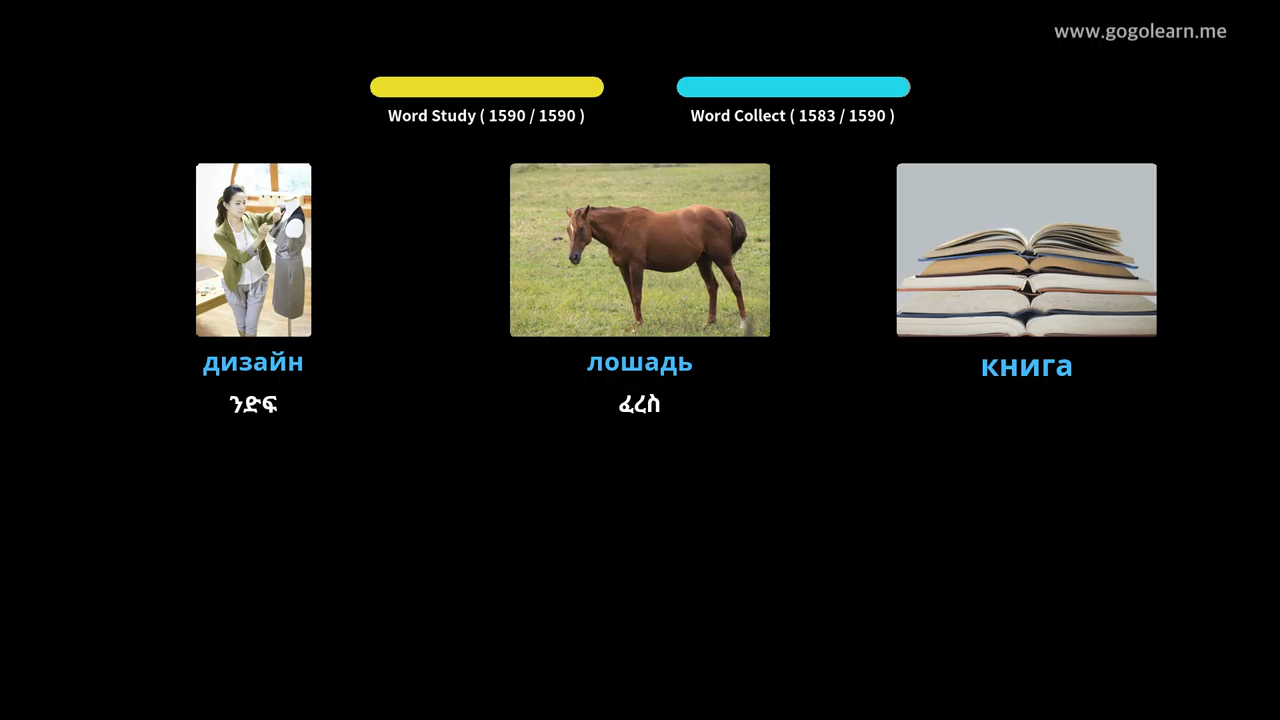 www.gogolearn.me
Word Study ( 1590 / 1590 )
Word Collect ( 1583 / 1590 )
дизайн
ንድፍ
лошадь
ፈረስ
книга